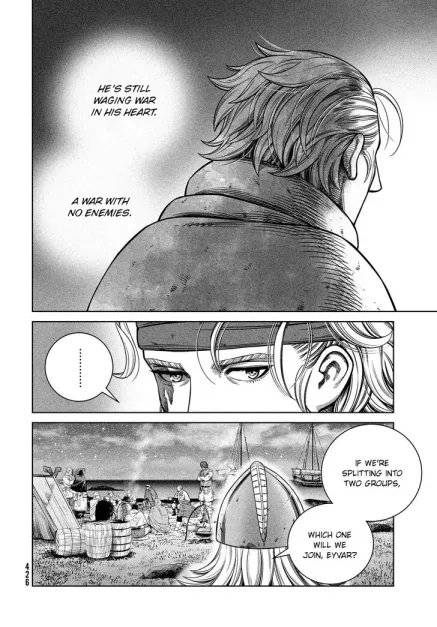 HE'S STILL
WAGING WAR
IN HIS HEART.
A WAR WITH
NO ENEMIES.
.........
IF WE'RE
SPLITTING INTO
TWO GROUPS,
WHICH ONE
WILL WE
JOIN, EYVAR?
426